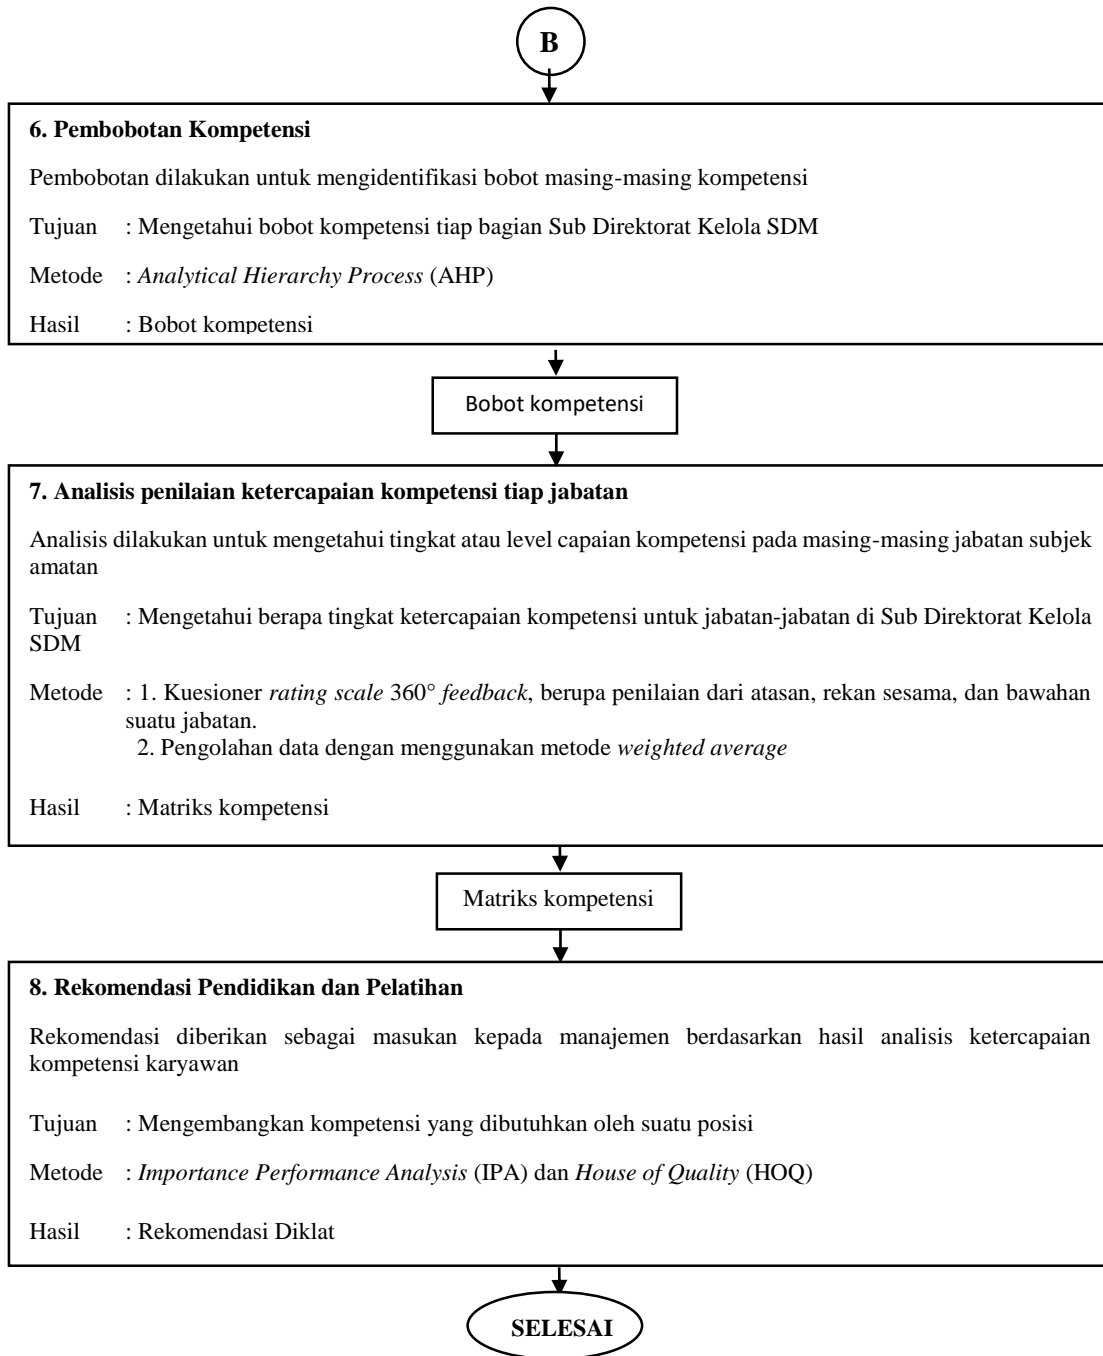 B
6. Pembobotan Kompetensi
Pembobotan dilakukan untuk mengidentifikasi bobot masing-masing kompetensi
Tujuan : Mengetahui bobot kompetensi tiap bagian Sub Direktorat Kelola SDM
Metode : Analytical Hierarchy Process (AHP)
Hasil : Bobot kompetensi
Bobot kompetensi
7. Analisis penilaian ketercapaian kompetensi tiap jabatan
Analisis dilakukan untuk mengetahui tingkat atau level capaian kompetensi pada masing-masing jabatan subjek
amatan
Tujuan : Mengetahui berapa tingkat ketercapaian kompetensi untuk jabatan-jabatan di Sub Direktorat Kelola
SDM
Metode : 1. Kuesioner rating scale 360° feedback, berupa penilaian dari atasan, rekan sesama, dan bawahan
suatu jabatan.
2. Pengolahan data dengan menggunakan metode weighted average
Hasil : Matriks kompetensi
Matriks kompetensi
8. Rekomendasi Pendidikan dan Pelatihan
Rekomendasi diberikan sebagai masukan kepada manajemen berdasarkan hasil analisis ketercapaian
kompetensi karyawan
Tujuan : Mengembangkan kompetensi yang dibutuhkan oleh suatu posisi
Metode : Importance Performance Analysis (IPA) dan House of Quality (HOQ)
Hasil : Rekomendasi Diklat
SELESAI